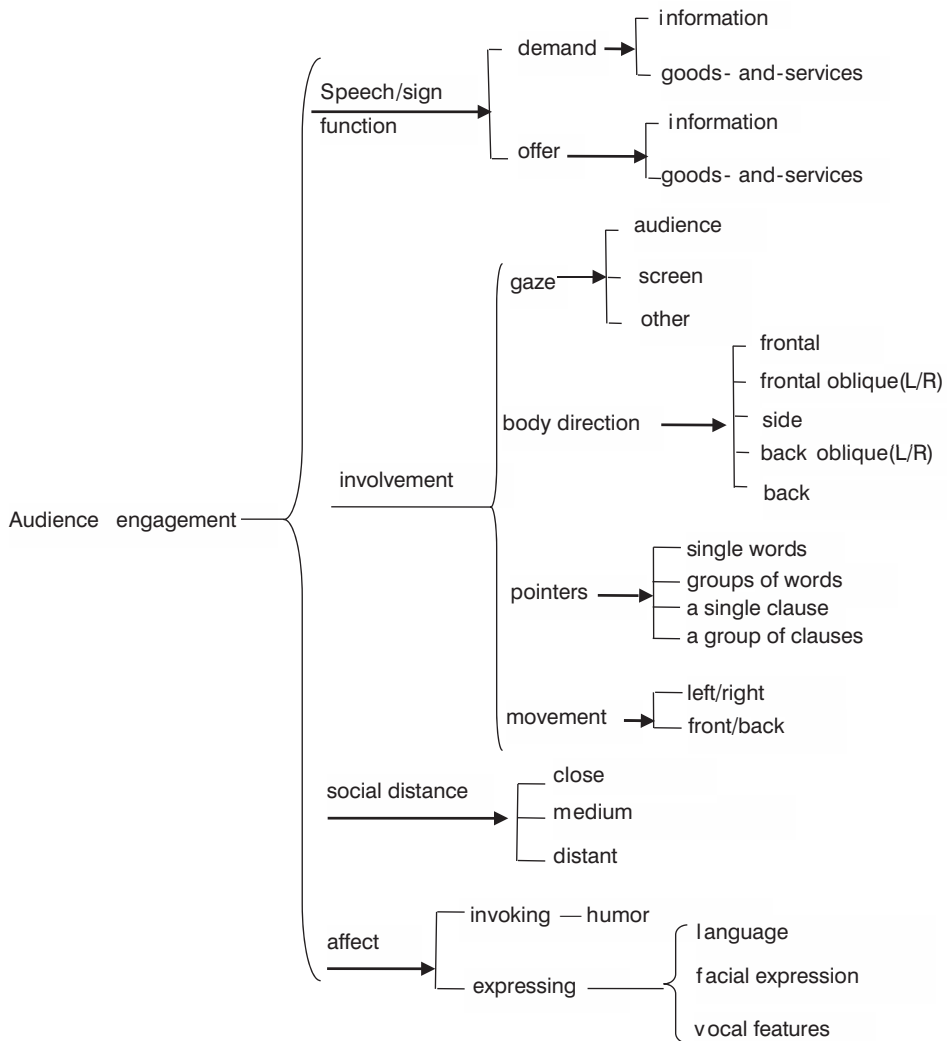 information
demand
goods- and-services
Speech/sign
function
information
offer
goods- and-services
audience
gaze
screen
other
frontal
frontal oblique(L/R)
body direction
side
back oblique(L/R)
back
involvement
Audience engagement
single words
groups of words
pointers
a single clause
a group of clauses
left/right
movement
front/back
social distance
close
medium
distant
invoking
humor
affect
expressing
language
facial expression
vocal features